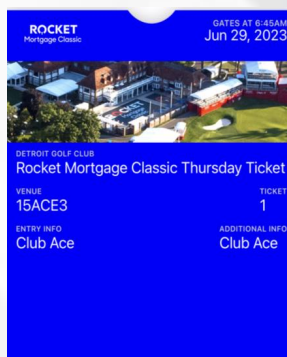 ROCKET
Mortgage Classic
GATES AT 6:45AM
Jun 29, 2023
ROCKET
DETROIT GOLF CLUB
Rocket Mortgage Classic Thursday Ticket
VENUE
15ACE3
TICKET
1
ENTRY INFO
Club Ace
ADDITIONAL INFO
Club Ace